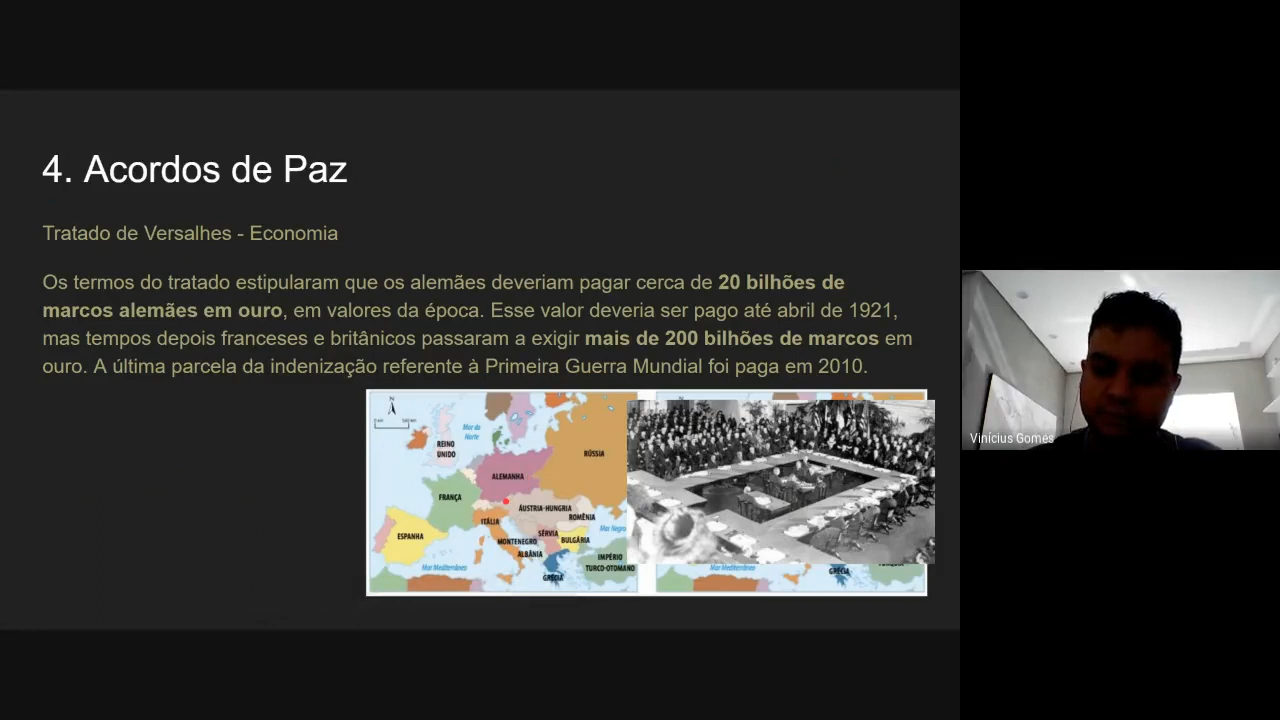 4. Acordos de Paz
Tratado de Versalhes - Economia
Os termos do tratado estipularam que os alemães deveriam pagar cerca de 20 bilhões de
marcos alemães em ouro, em valores da época. Esse valor deveria ser pago até abril de 1921,
mas tempos depois franceses e britânicos passaram a exigir mais de 200 bilhões de marcos em
ouro. A última parcela da indenização referente à Primeira Guerra Mundial foi paga em 2010.
N
Mar do
Norte
REINO
UNIDO
RÚSSIA
ALEMANHA
FRANÇA
ÁUSTRIA-HUNGRIA
ROMÊNIA
ITÁLIA
SÉRVIA
Mar Negro
ESPANHA
MONTENEGRO
BULGÁRIA
ALBÂNIA
IMPÉRIO
TURCO-OTOMANO
Mar Mediterrâneo
GRÉCIA
Mar Mediterrâneo
GRÉCIA
Vinícius Gomes